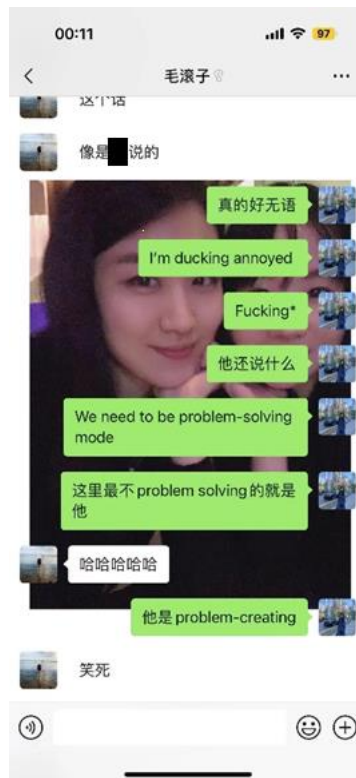 00:11
97
毛滚子
这个话
像是 说的
真的好无语
I'm ducking annoyed
Fucking*
他还说什么
We need to be problem-solving
mode
这里最不 problem solving 的就是
他
哈哈哈哈哈
他是 problem-creating
笑死